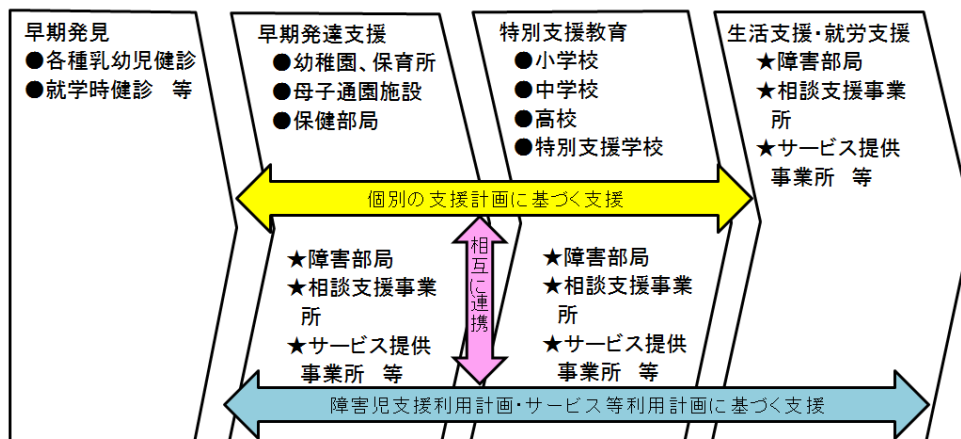 早期発見
●各種乳幼児健診
●就学時健診　等
早期発達支援
●幼稚園、保育所
●母子通園施設
●保健部局
特別支援教育
●小学校
●中学校
●高校
●特別支援学校
生活支援・就労支援
★障害部局
★相談支援事業
所
★サービス提供
事業所　等
個別の支援計画に基づく支援
★障害部局
★相談支援事業
所
★サービス提供
事業所　等
相互に連携
★障害部局
★相談支援事業
所
★サービス提供
事業所　等
障害児支援利用計画・サービス等利用計画に基づく支援